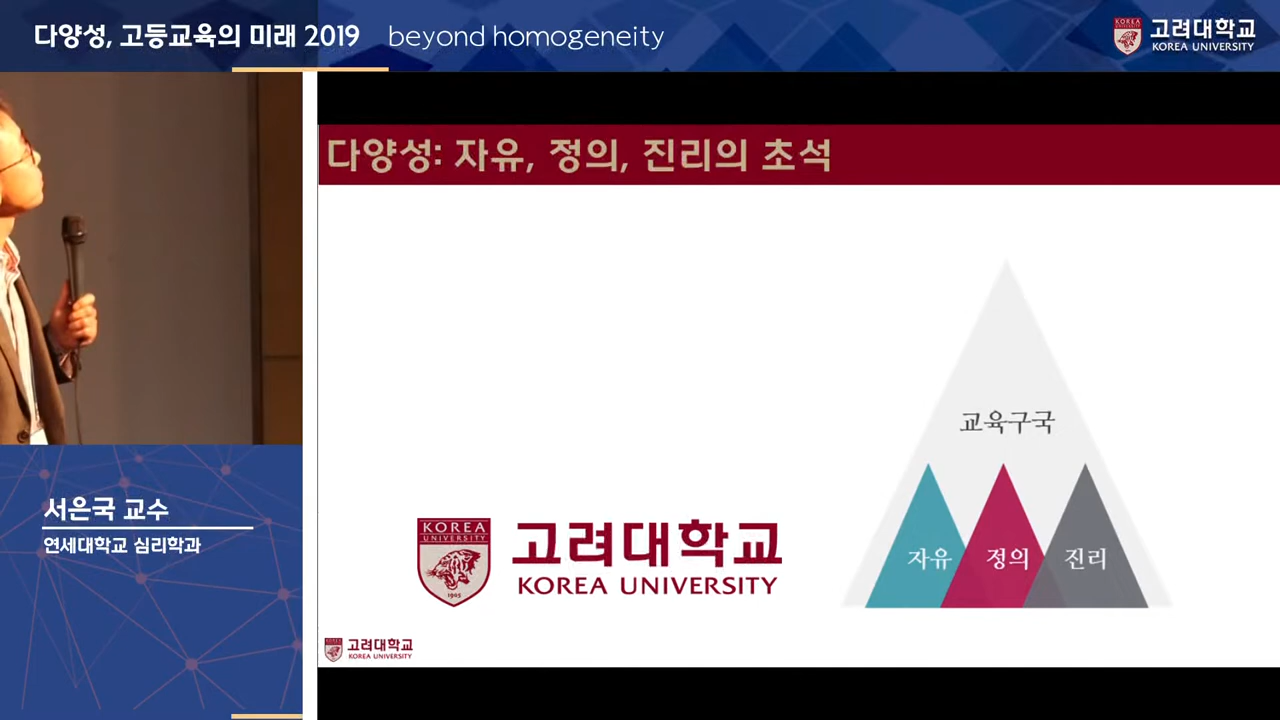 다양성, 고등교육의 미래 2019 beyond homogeneity
KOREA UNIVERSITY
고려대학교
KOREA UNIVERSITY
다양성: 자유, 정의, 진리의 초석
교육구국
자유 정의 진리
KOREA
UNIVERSITY
1905
고려대학교
KOREA UNIVERSITY
고려대학교
KOREA UNIVERSITY
서은국 교수
연세대학교 심리학과